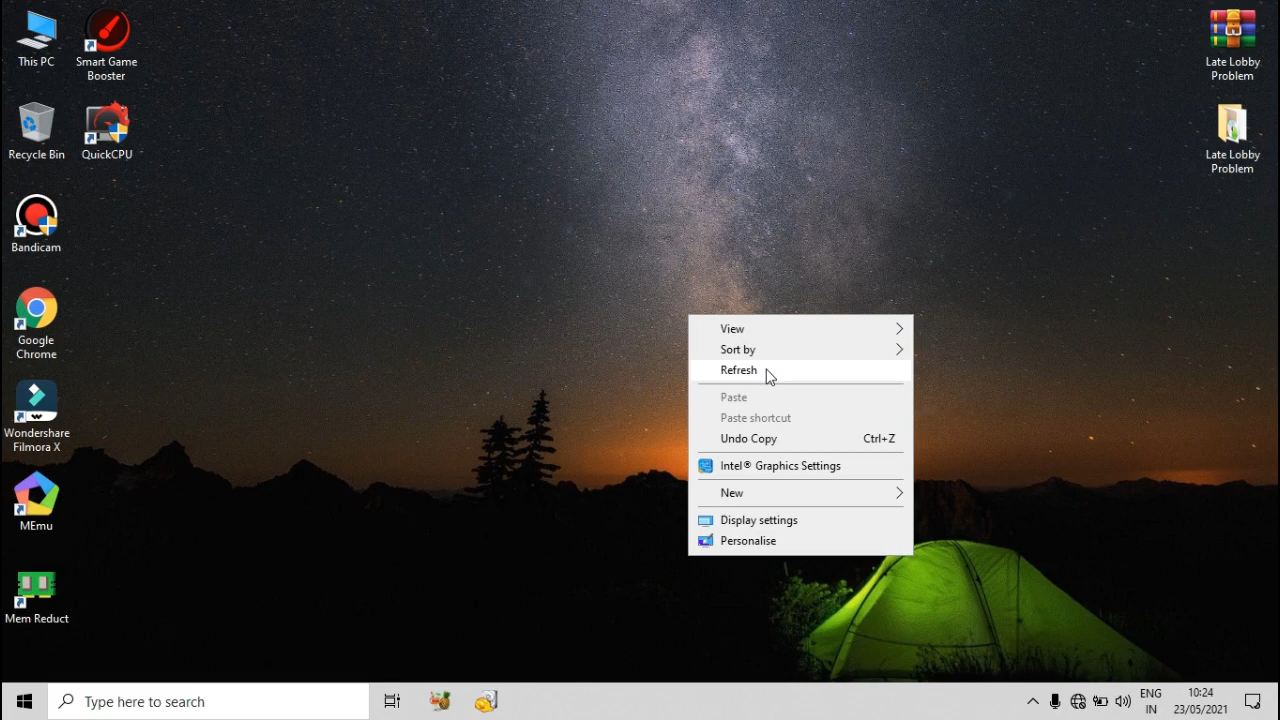 This PC
Smart Game
Booster
Recycle Bin
QuickCPU
Bandicam
Google
Chrome
Wondershare
Filmora X
MEmu
Mem Reduct
Late Lobby
Problem
Late Lobby
Problem
View
Sort by
Refresh
Paste
Paste shortcut
Undo Copy Ctrl+Z
Intel® Graphics Settings
New
Display settings
Personalise
Type here to search
ENG
IN
10:24
23/05/2021